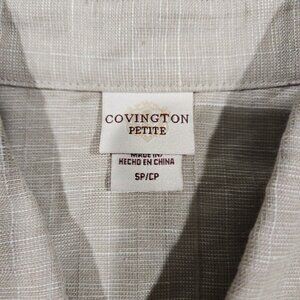 COVINGTON
PETITE
MADE IN/
HECHO EN CHINA
SP/CP